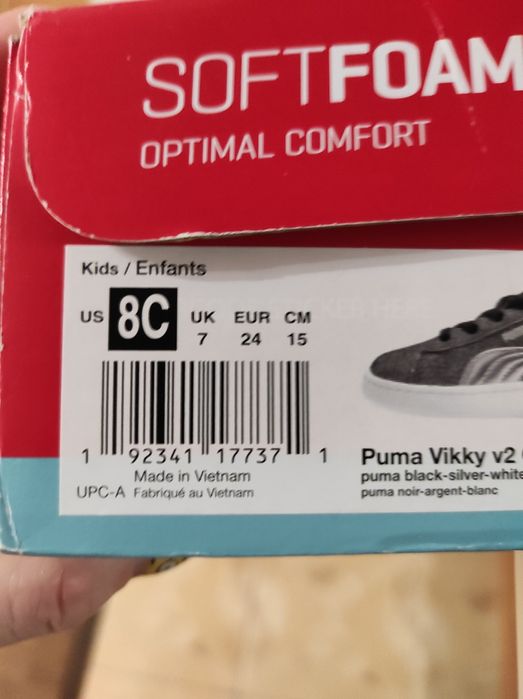 SOFTFOAM
OPTIMAL COMFORT
Kids / Enfants
US 8C UK 7 EUR 24 CM 15
1 92341 17737 1
Made in Vietnam
UPC-A Fabriqué au Vietnam
Puma Vikky v2
puma black-silver-white
puma noir-argent-blanc